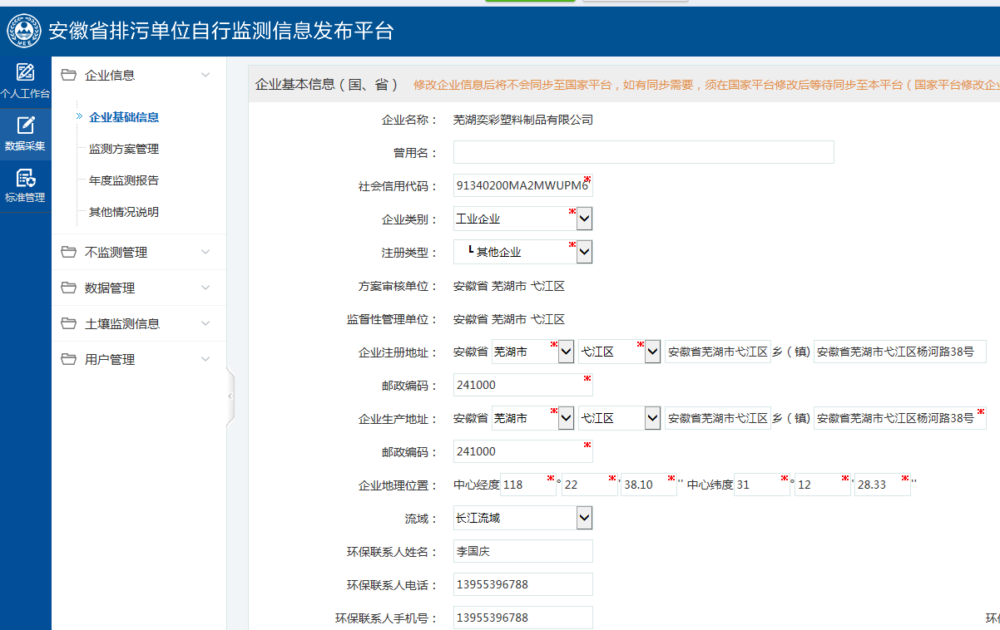 安徽省排污单位自行监测信息发布平台
个人工作台
数据采集
标准管理
企业信息
企业基础信息
监测方案管理
年度监测报告
其他情况说明
不监测管理
数据管理
土壤监测信息
用户管理
企业基本信息（国、省） 修改企业信息后将不会同步至国家平台，如有同步需要，须在国家平台修改后等待同步至本平台（国家平台修改企
企业名称： 芜湖奕彩塑料制品有限公司
曾用名：
社会信用代码： 91340200MA2MWUPM6
企业类别： 工业企业
注册类型： ┗ 其他企业
方案审核单位： 安徽省 芜湖市 弋江区
监督性管理单位： 安徽省 芜湖市 弋江区
企业注册地址： 安徽省 芜湖市 弋江区 安徽省芜湖市弋江区 乡（镇） 安徽省芜湖市弋江区杨河路38号
邮政编码： 241000
企业生产地址： 安徽省 芜湖市 弋江区 安徽省芜湖市弋江区 乡（镇） 安徽省芜湖市弋江区杨河路38号
邮政编码： 241000
企业地理位置： 中心经度 118 ° 22 ' 38.10 '' 中心纬度 31 ° 12 ' 28.33 ''
流域： 长江流域
环保联系人姓名： 李国庆
环保联系人电话： 13955396788
环保联系人手机号： 13955396788
环